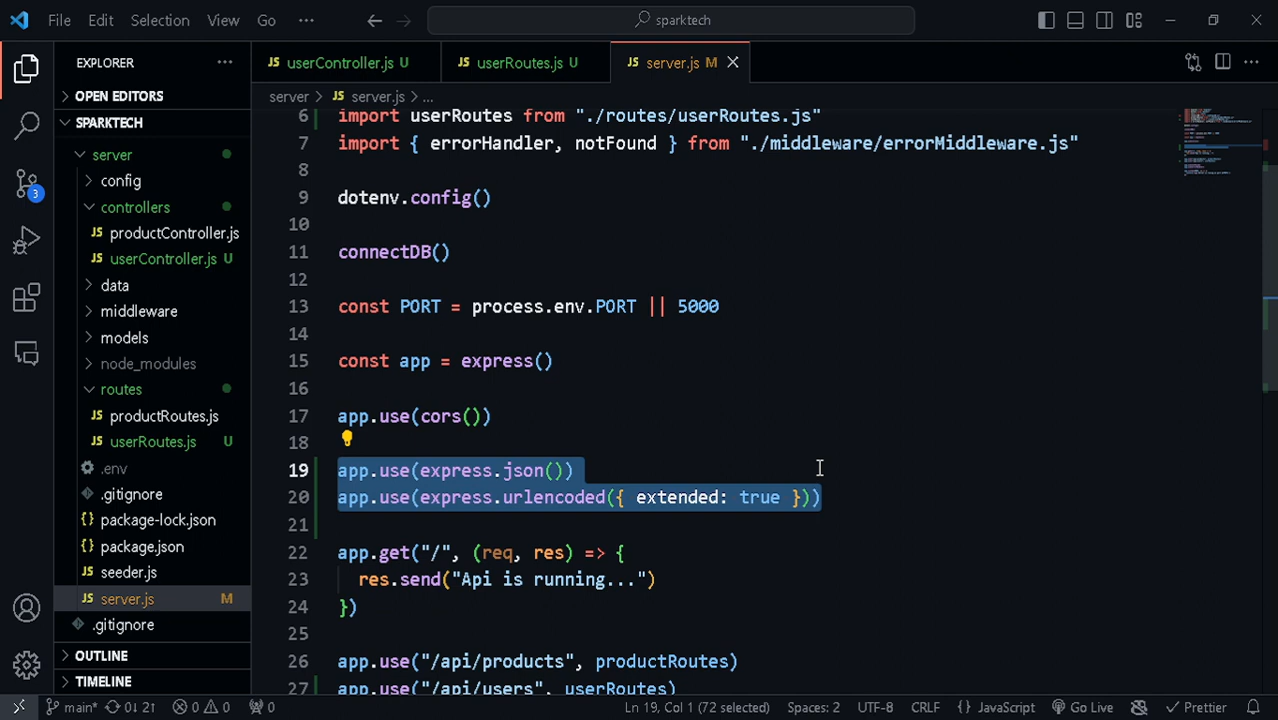 File Edit Selection View Go ··· sparktech
EXPLORER ···
userController.js U
userRoutes.js U
server.js M
OPEN EDITORS
SPARKTECH
server
config
controllers
productController.js
userController.js U
data
middleware
models
node_modules
routes
productRoutes.js
userRoutes.js U
.env
.gitignore
package-lock.json
package.json
seeder.js
server.js M
.gitignore
OUTLINE
TIMELINE
3
server > JS server.js > ...
6 import userRoutes from "./routes/userRoutes.js"
7 import { errorHandler, notFound } from "./middleware/errorMiddleware.js"
8
9 dotenv.config()
10
11 connectDB()
12
13 const PORT = process.env.PORT || 5000
14
15 const app = express()
16
17 app.use(cors())
18
19 app.use(express.json())
20 app.use(express.urlencoded({ extended: true }))
21
22 app.get("/", (req, res) => {
23 res.send("Api is running...")
24 })
25
26 app.use("/api/products", productRoutes)
27 app.use("/api/users", userRoutes)
main* 0↓ 2↑ 0 0 0 Ln 19, Col 1 (72 selected) Spaces: 2 UTF-8 CRLF {} JavaScript Go Live Prettier